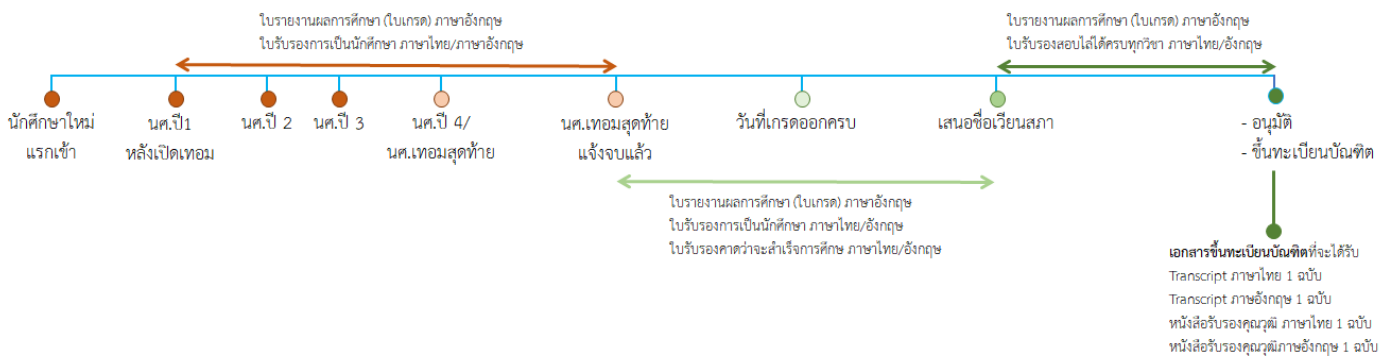 ใบรายงานผลการศึกษา (ใบเกรด) ภาษาอังกฤษ
ใบรับรองการเป็นนักศึกษา ภาษาไทย/ภาษาอังกฤษ
ใบรายงานผลการศึกษา (ใบเกรด) ภาษาอังกฤษ
ใบรับรองสอบไล่ได้ครบทุกวิชา ภาษาไทย/อังกฤษ
นักศึกษาใหม่
แรกเข้า
นศ.ปี1
หลังเปิดเทอม
นศ.ปี 2
นศ.ปี 3
นศ.ปี 4/
นศ.เทอมสุดท้าย
นศ.เทอมสุดท้าย
แจ้งจบแล้ว
วันที่เกรดออกครบ
เสนอชื่อเวียนสภา
- อนุมัติ
- ขึ้นทะเบียนบัณฑิต
ใบรายงานผลการศึกษา (ใบเกรด) ภาษาอังกฤษ
ใบรับรองการเป็นนักศึกษา ภาษาไทย/อังกฤษ
ใบรับรองคาดว่าจะสำเร็จการศึกษ ภาษาไทย/อังกฤษ
เอกสารขึ้นทะเบียนบัณฑิตที่จะได้รับ
Transcript ภาษาไทย 1 ฉบับ
Transcript ภาษอังกฤษ 1 ฉบับ
หนังสือรับรองคุณวุฒิ ภาษาไทย 1 ฉบับ
หนังสือรับรองคุณวุฒิภาษอังกฤษ 1 ฉบับ